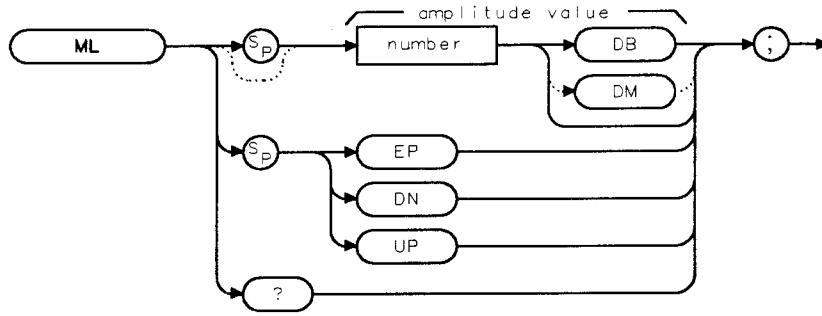 amplitude value
ML
SP
number
DB
DM
;
SP
EP
DN
UP
?